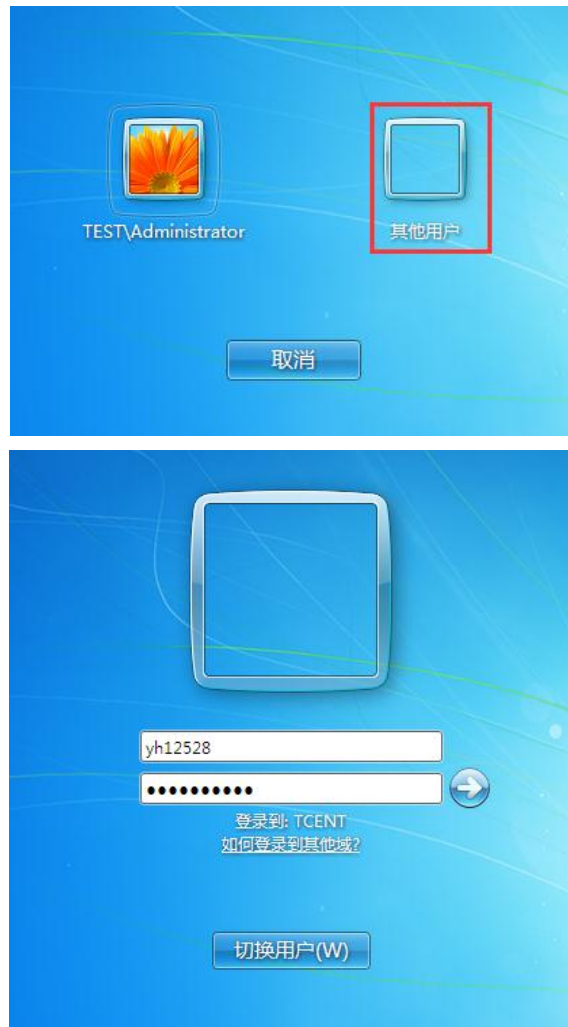 TEST\Administrator
其他用户
取消
yh12528
●●●●●●●●●●
登录到: TCENT
如何登录到其他域?
切换用户(W)